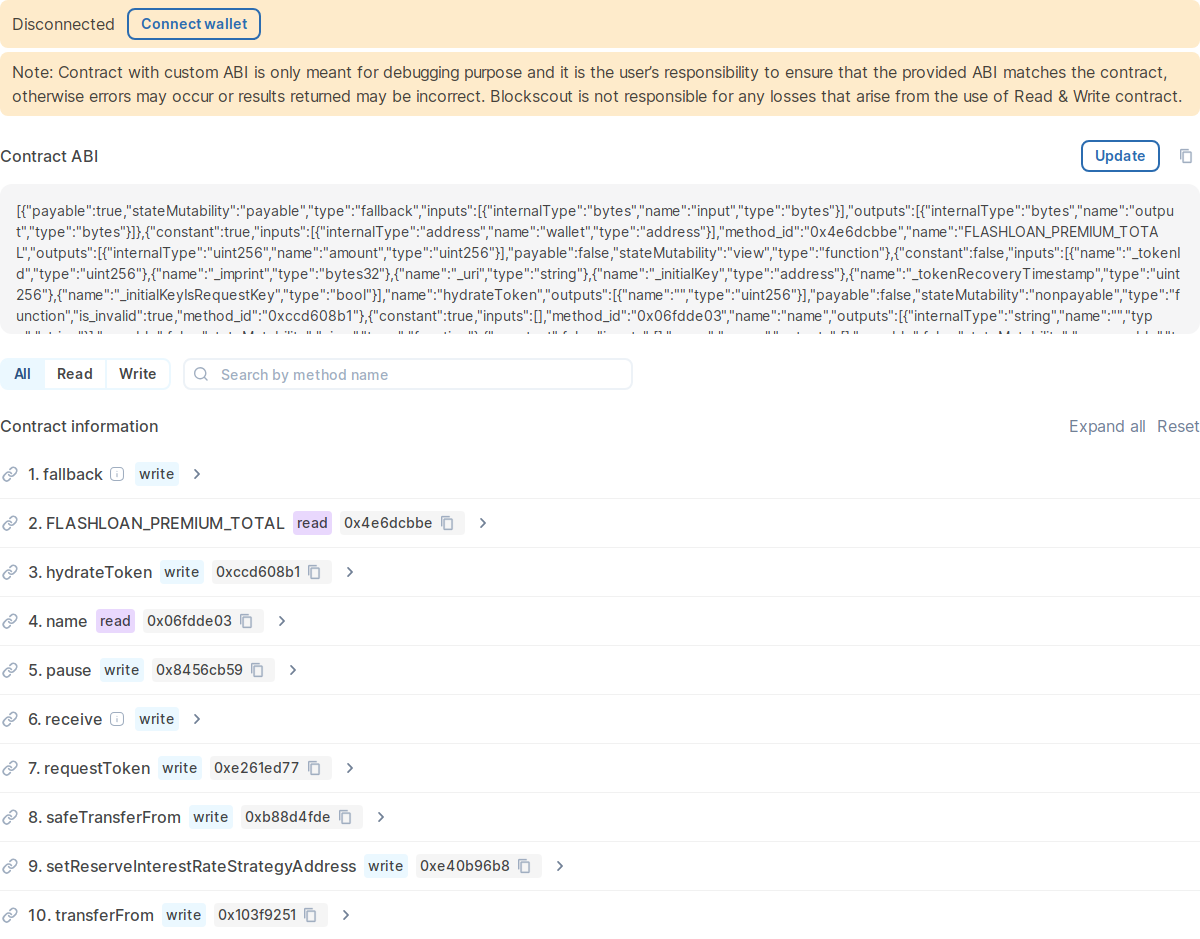 Disconnected Connect wallet
Note: Contract with custom ABI is only meant for debugging purpose and it is the user's responsibility to ensure that the provided ABI matches the contract,
otherwise errors may occur or results returned may be incorrect. Blockscout is not responsible for any losses that arise from the use of Read & Write contract.
Contract ABI Update
[{"payable":true,"stateMutability":"payable","type":"fallback","inputs":[{"internalType":"bytes","name":"input","type":"bytes"}],"outputs":[{"internalType":"bytes","name":"outpu
t","type":"bytes"}]},{"constant":true,"inputs":[{"internalType":"address","name":"wallet","type":"address"}],"method_id":"0x4e6dcbbe","name":"FLASHLOAN_PREMIUM_TOTA
L","outputs":[{"internalType":"uint256","name":"amount","type":"uint256"}],"payable":false,"stateMutability":"view","type":"function"},{"constant":false,"inputs":[{"name":"_tokenI
d","type":"uint256"},{"name":"_imprint","type":"bytes32"},{"name":"_uri","type":"string"},{"name":"_initialKey","type":"address"},{"name":"_tokenRecoveryTimestamp","type":"uint
256"},{"name":"_initialKeyIsRequestKey","type":"bool"}],"name":"hydrateToken","outputs":[{"name":"","type":"uint256"}],"payable":false,"stateMutability":"nonpayable","type":"f
unction","is_invalid":true,"method_id":"0xccd608b1"},{"constant":true,"inputs":[],"method_id":"0x06fdde03","name":"name","outputs":[{"internalType":"string","name":"","typ
All Read Write Search by method name
Contract information Expand all Reset
1. fallback write
2. FLASHLOAN_PREMIUM_TOTAL read 0x4e6dcbbe
3. hydrateToken write 0xccd608b1
4. name read 0x06fdde03
5. pause write 0x8456cb59
6. receive write
7. requestToken write 0xe261ed77
8. safeTransferFrom write 0xb88d4fde
9. setReserveInterestRateStrategyAddress write 0xe40b96b8
10. transferFrom write 0x103f9251